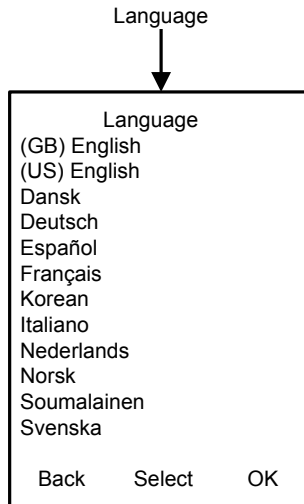 Language
Language
(GB) English
(US) English
Dansk
Deutsch
Español
Français
Korean
Italiano
Nederlands
Norsk
Soumalainen
Svenska
Back Select OK